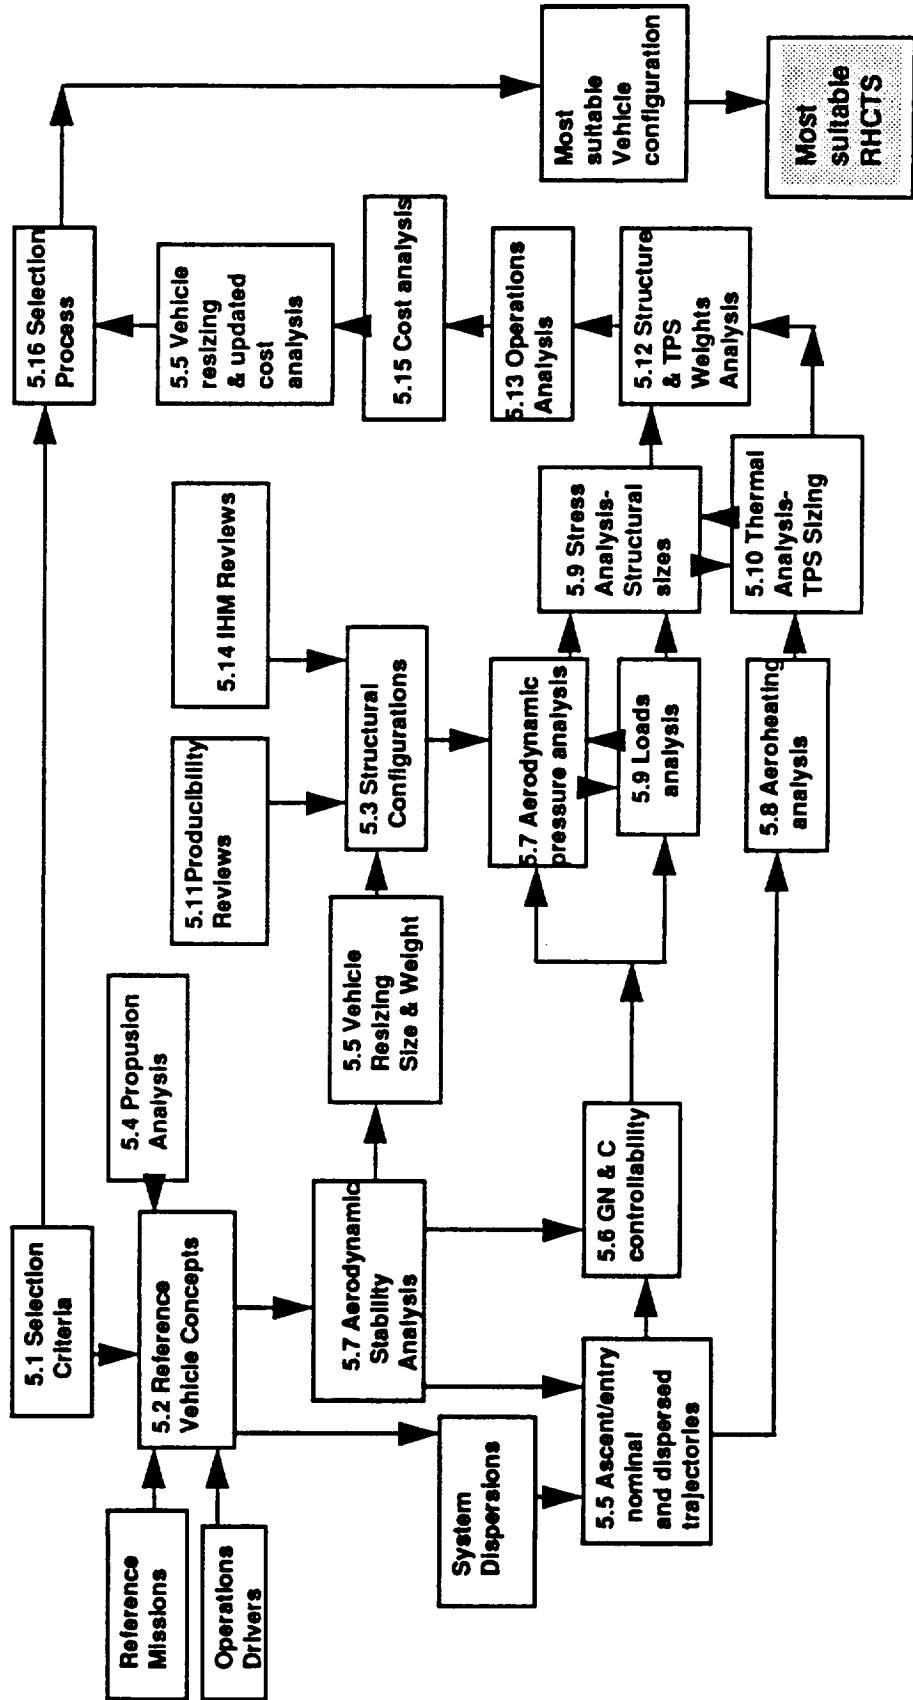 Reference
Missions
Operations
Drivers
5.1 Selection
Criteria
5.2 Reference
Vehicle Concepts
5.4 Propusion
Analysis
System
Dispersions
5.7 Aerodynamic
Stability
Analysis
5.5 Ascent/entry
nominal
and dispersed
trajectories
5.6 GN & C
controllability
5.5 Vehicle
Resizing
Size & Weight
5.11Producibility
Reviews
5.14 IHM Reviews
5.3 Structural
Configurations
5.7 Aerodynamic
pressure analysis
5.9 Loads
analysis
5.8 Aeroheating
analysis
5.9 Stress
Analysis-
Structural
sizes
5.10 Thermal
Analysis-
TPS Sizing
5.12 Structure
& TPS
Weights
Analysis
5.13 Operations
Analysis
5.15 Cost analysis
5.5 Vehicle
resizing
& updated
cost
analysis
5.16 Selection
Process
Most
suitable
Vehicle
configuration
Most
suitable
RHCTS